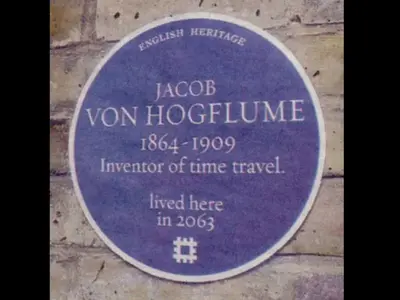 ENGLISH HERITAGE
JACOB
VON HOGFLUME
1864-1909
Inventor of time travel.
lived here
in 2063